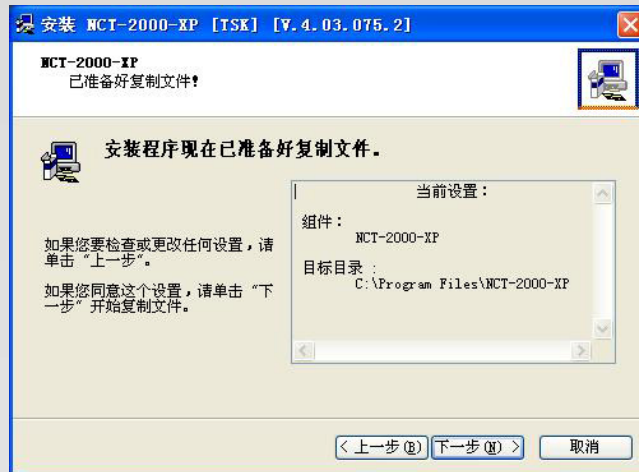 安装 NCT-2000-XP [TSK] [V.4.03.075.2]
NCT-2000-XP
已准备好复制文件!
安装程序现在已准备好复制文件。
如果您要检查或更改任何设置，请
单击“上一步”。
如果您同意这个设置，请单击“下
一步”开始复制文件。
当前设置：
组件：
NCT-2000-XP
目标目录：
C:\Program Files\NCT-2000-XP
< 上一步(B)
下一步(N) >
取消